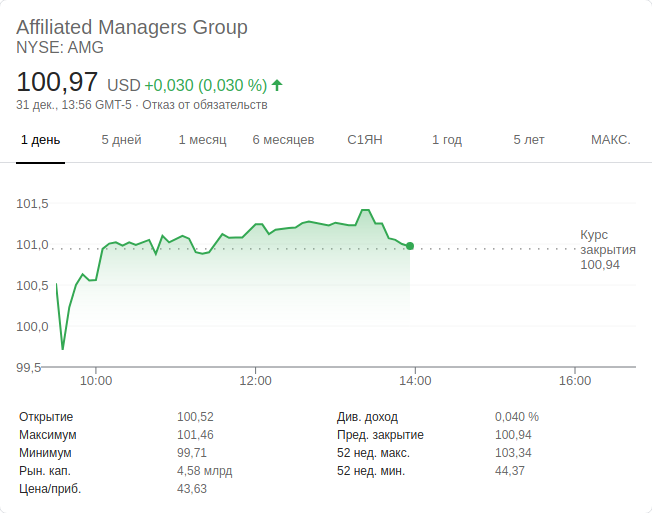 Affiliated Managers Group
NYSE: AMG
100,97 USD +0,030 (0,030 %)
31 дек., 13:56 GMT-5 · Отказ от обязательств
1 день 5 дней 1 месяц 6 месяцев С1ЯН 1 год 5 лет МАКС.
101,5
101,0
100,5
100,0
99,5
Курс
закрытия
100,94
10:00 12:00 14:00 16:00
Открытие 100,52
Максимум 101,46
Минимум 99,71
Рын. кап. 4,58 млрд
Цена/приб. 43,63
Див. доход 0,040 %
Пред. закрытие 100,94
52 нед. макс. 103,34
52 нед. мин. 44,37